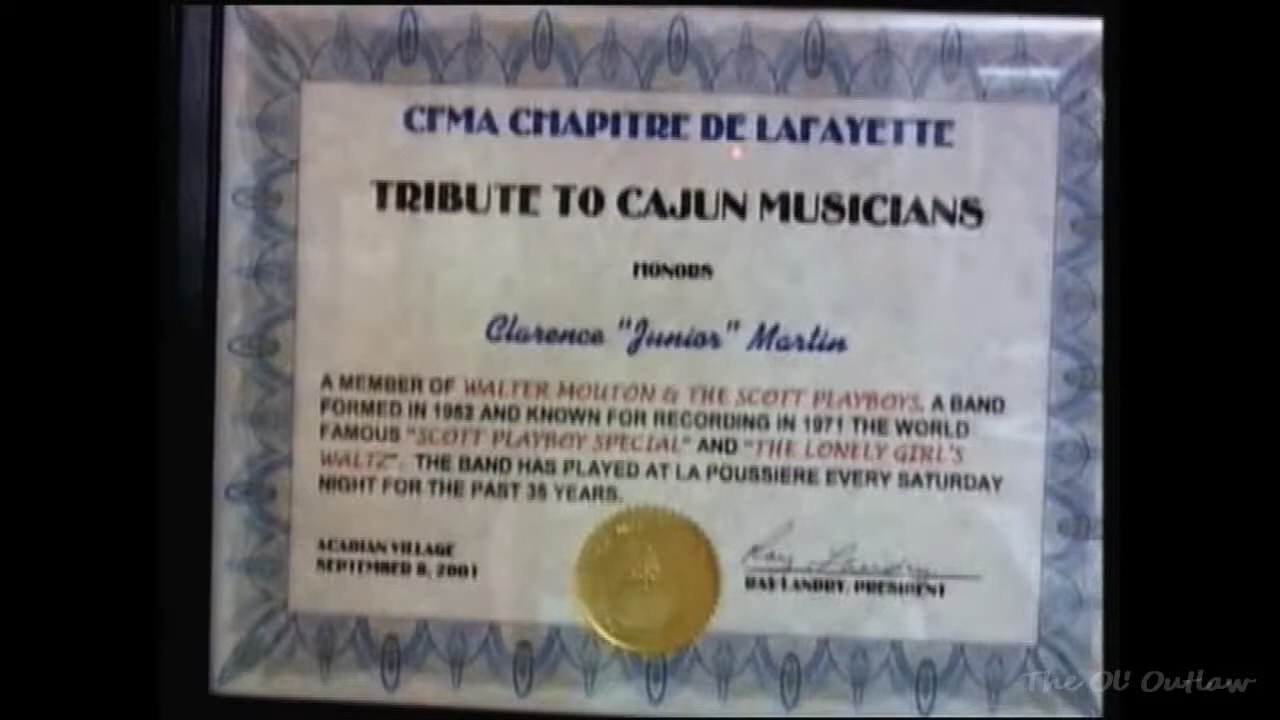 CFMA CHAPITRE DE LAFAYETTE
TRIBUTE TO CAJUN MUSICIANS
HONORS
Clarence "Junior" Martin
A MEMBER OF WALTER MOUTON & THE SCOTT PLAYBOYS, A BAND
FORMED IN 1952 AND KNOWN FOR RECORDING IN 1971 THE WORLD
FAMOUS "SCOTT PLAYBOY SPECIAL" AND "THE LONELY GIRL'S
WALTZ". THE BAND HAS PLAYED AT LA POUSSIERE EVERY SATURDAY
NIGHT FOR THE PAST 35 YEARS.
ACADIAN VILLAGE
SEPTEMBER 8, 2001
Ray Landry
RAY LANDRY, PRESIDENT
The Ol' Outlaw